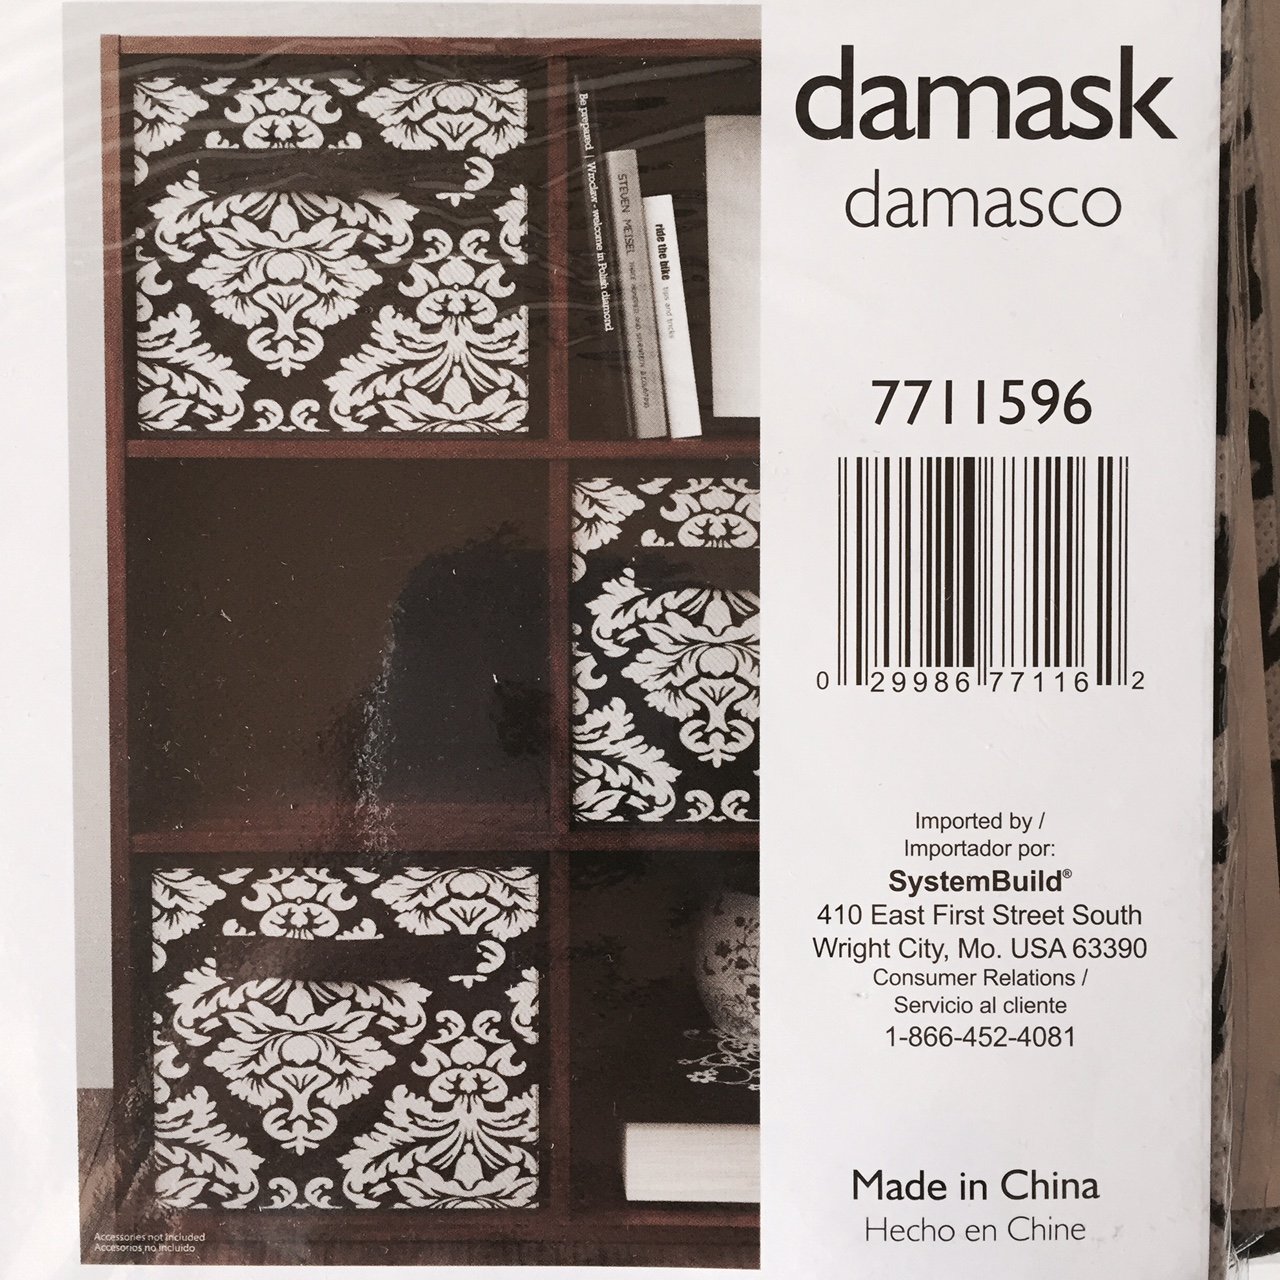 damask
damasco
7711596
0 29986 77116 2
Imported by /
Importador por:
SystemBuild®
410 East First Street South
Wright City, Mo. USA 63390
Consumer Relations /
Servicio al cliente
1-866-452-4081
Made in China
Hecho en Chine
Be prepared | Wroclaw - welcome in Polish diamond
STEVEN MEISEL
ride the bike tips and tricks
Accessories not included
Accesorios no incluido